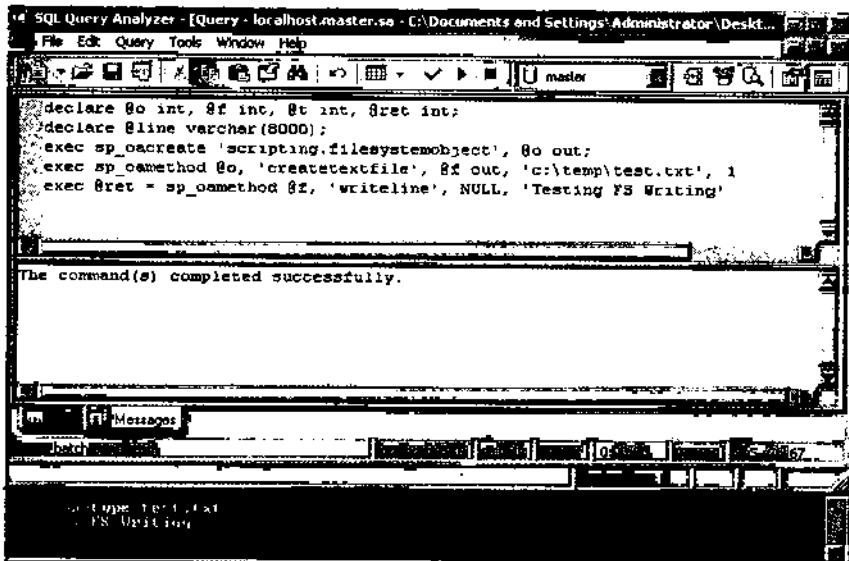 SQL Query Analyzer - [Query - localhost.master.sa - C:\Documents and Settings\Administrator\Deskt...
File Edit Query Tools Window Help
master
declare @o int, @f int, @t int, @ret int;
declare @line varchar(8000);
exec sp_oacreate 'scripting.filesystemobject', @o out;
exec sp_oamethod @o, 'createtextfile', @f out, 'c:\temp\test.txt', 1
exec @ret = sp_oamethod @f, 'writeline', NULL, 'Testing FS Writing'
The command(s) completed successfully.
Messages
batch
type test.txt
FS Writing